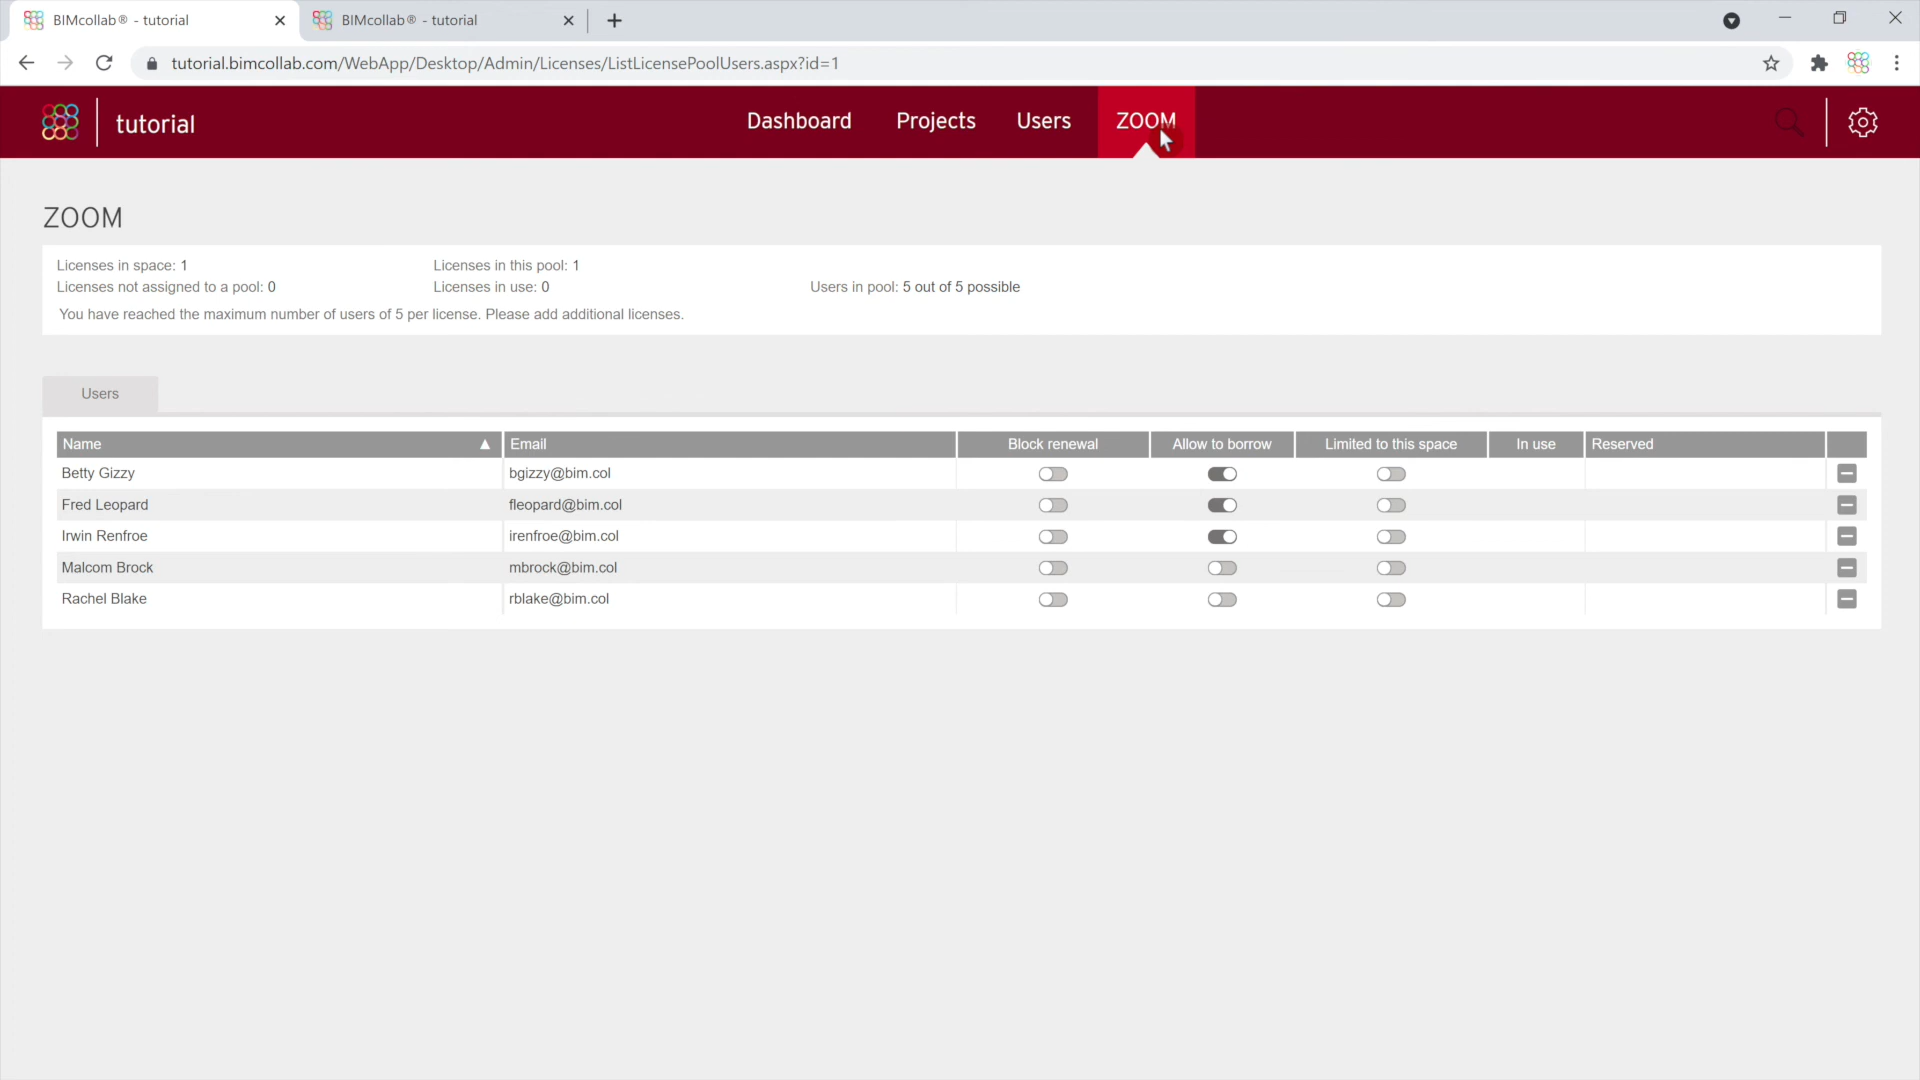 BIMcollab® - tutorial
BIMcollab® - tutorial
tutorial.bimcollab.com/WebApp/Desktop/Admin/Licenses/ListLicensePoolUsers.aspx?id=1
tutorial
Dashboard Projects Users ZOOM
ZOOM
Licenses in space: 1 Licenses in this pool: 1
Licenses not assigned to a pool: 0 Licenses in use: 0 Users in pool: 5 out of 5 possible
You have reached the maximum number of users of 5 per license. Please add additional licenses.
Users
Name Email Block renewal Allow to borrow Limited to this space In use Reserved
Betty Gizzy bgizzy@bim.col
Fred Leopard fleopard@bim.col
Irwin Renfroe irenfroe@bim.col
Malcom Brock mbrock@bim.col
Rachel Blake rblake@bim.col